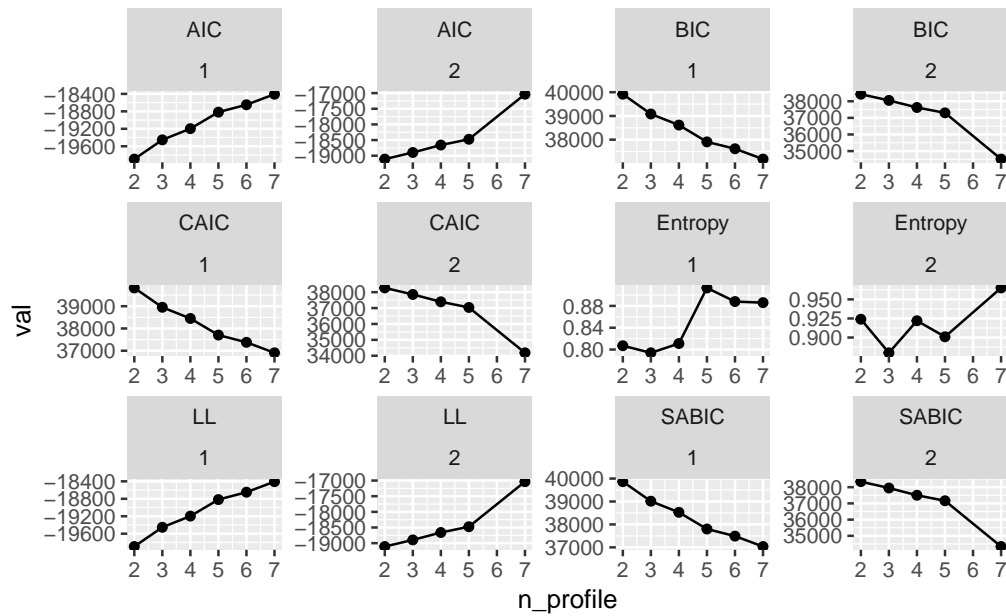 AIC
AIC
BIC
BIC
1
2
1
2
−18400
−18800
−19200
−19600
−17000
−17500
−18000
−18500
−19000
40000
39000
38000
38000
37000
36000
35000
2 3 4 5 6 7
2 3 4 5 6 7
2 3 4 5 6 7
2 3 4 5 6 7
CAIC
CAIC
Entropy
Entropy
1
2
1
2
39000
38000
37000
38000
37000
36000
35000
34000
0.88
0.84
0.80
0.950
0.925
0.900
2 3 4 5 6 7
2 3 4 5 6 7
2 3 4 5 6 7
2 3 4 5 6 7
val
LL
LL
SABIC
SABIC
1
2
1
2
−18400
−18800
−19200
−19600
−17000
−17500
−18000
−18500
−19000
40000
39000
38000
37000
38000
37000
36000
35000
2 3 4 5 6 7
2 3 4 5 6 7
2 3 4 5 6 7
2 3 4 5 6 7
n_profile